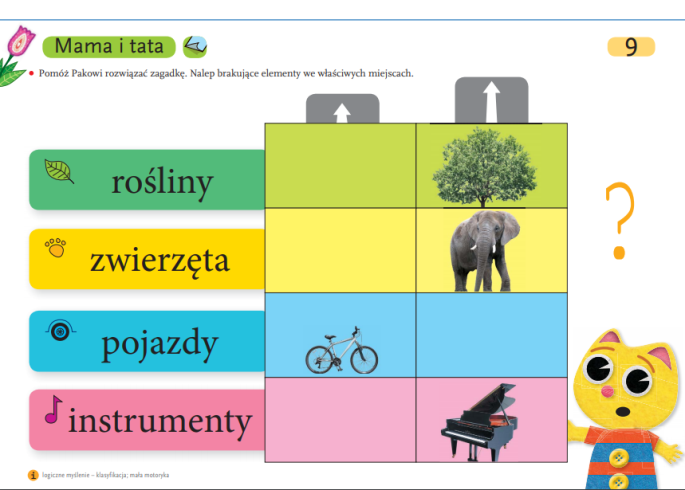 Mama i tata
9
Pomóż Pakowi rozwiązać zagadkę. Nalep brakujące elementy we właściwych miejscach.
rośliny
zwierzęta
pojazdy
instrumenty
?
i logiczne myślenie – klasyfikacja; mała motoryka